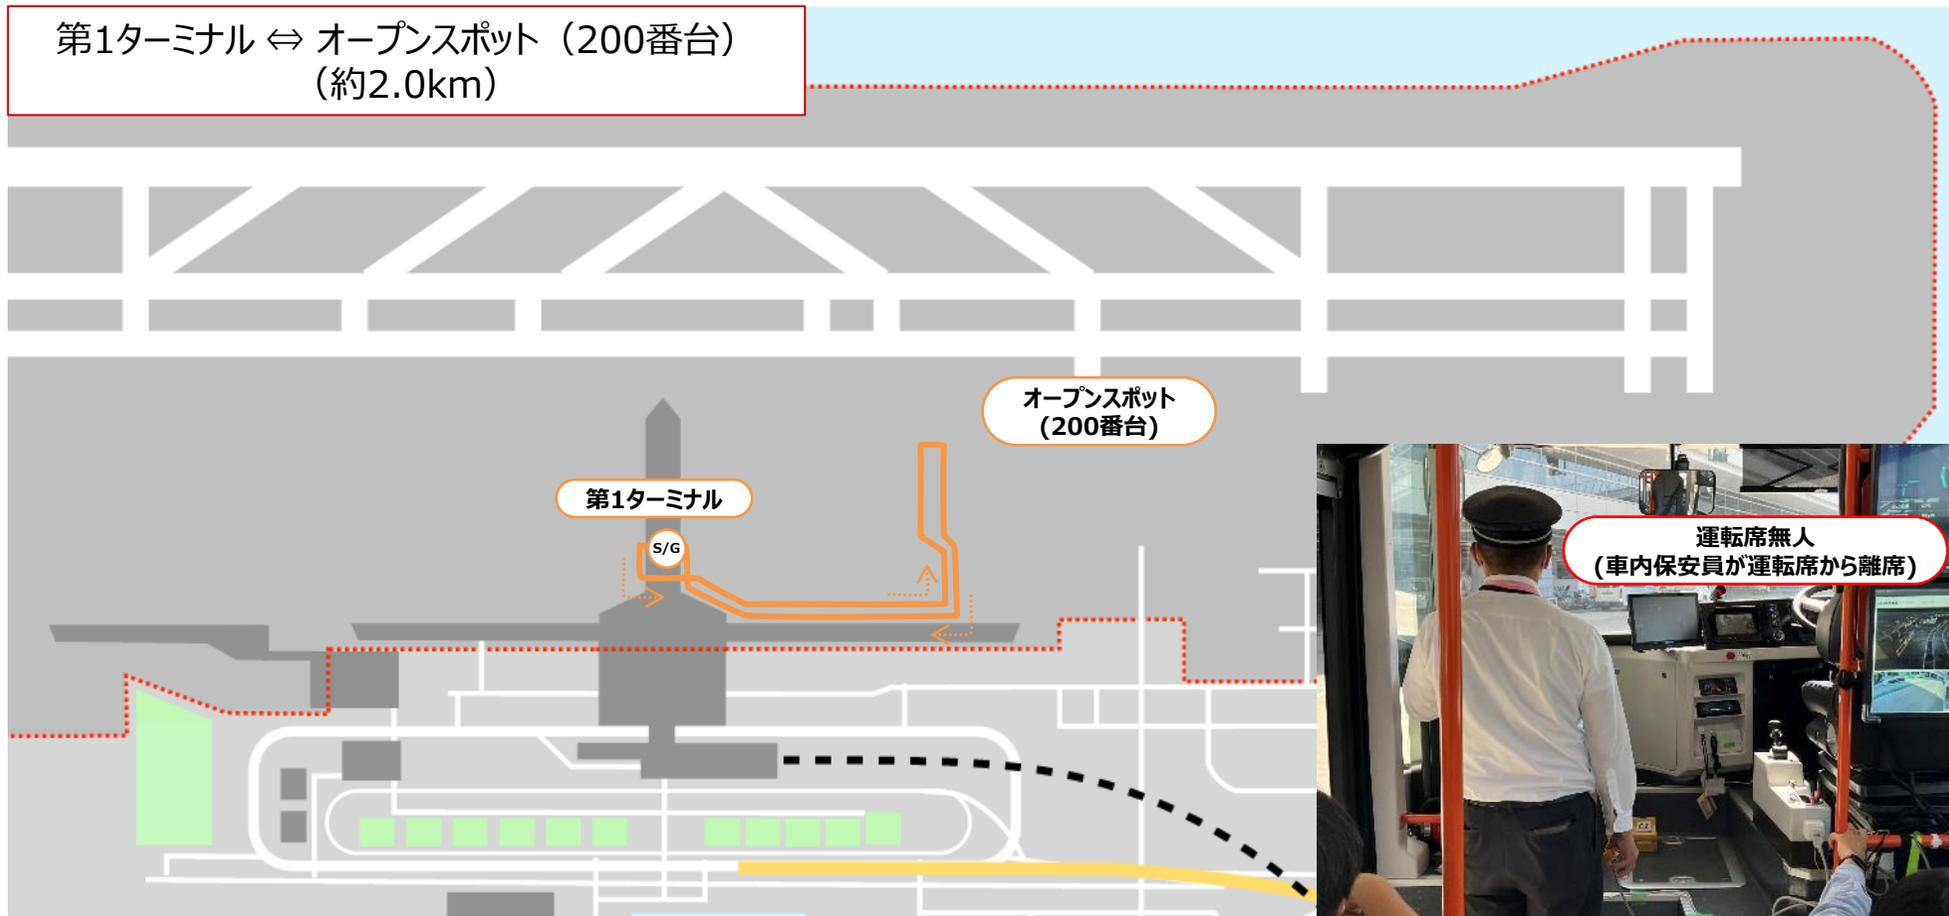 第1ターミナル ⇔ オープンスポット（200番台）
（約2.0km）
オープンスポット
(200番台)
第1ターミナル
S/G
運転席無人
(車内保安員が運転席から離席)